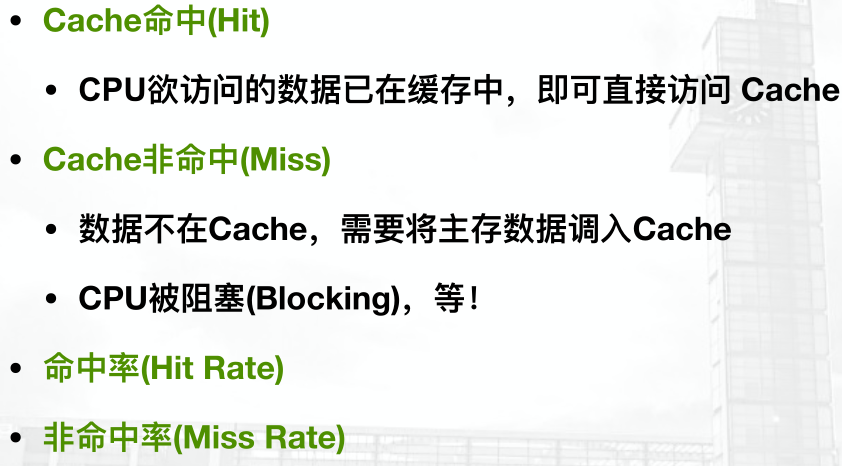 • Cache命中(Hit)
• CPU欲访问的数据已在缓存中，即可直接访问 Cache
• Cache非命中(Miss)
• 数据不在Cache，需要将主存数据调入Cache
• CPU被阻塞(Blocking)，等！
• 命中率(Hit Rate)
• 非命中率(Miss Rate)